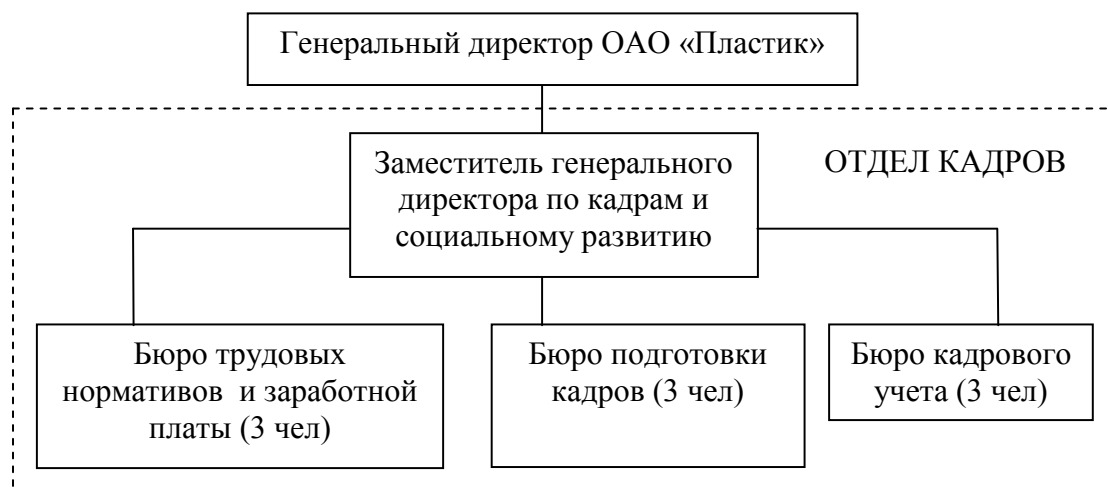 Генеральный директор ОАО «Пластик»
Заместитель генерального
директора по кадрам и
социальному развитию
ОТДЕЛ КАДРОВ
Бюро трудовых
нормативов и заработной
платы (3 чел)
Бюро подготовки
кадров (3 чел)
Бюро кадрового
учета (3 чел)